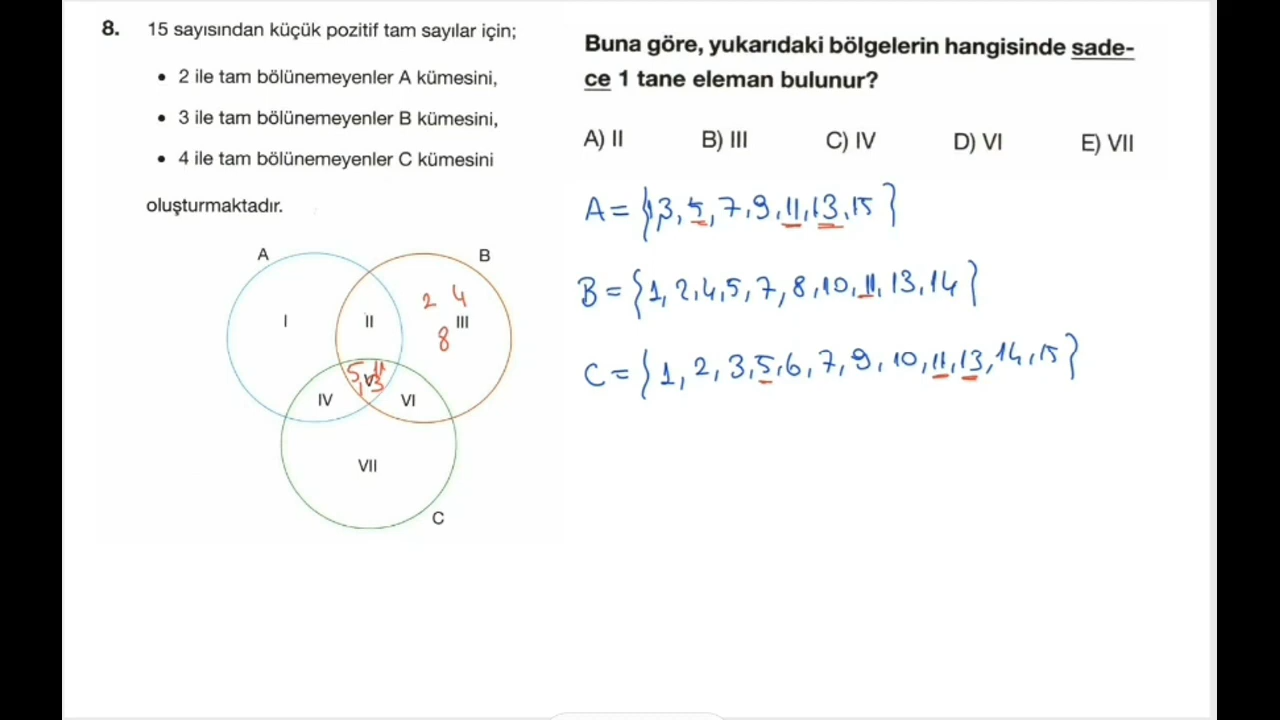 8. 15 sayısından küçük pozitif tam sayılar için;
• 2 ile tam bölünemeyenler A kümesini,
• 3 ile tam bölünemeyenler B kümesini,
• 4 ile tam bölünemeyenler C kümesini
oluşturmaktadır.
A
B
I
II
2 4
III
8
5 11
V
1 13
IV
VI
VII
C
Buna göre, yukarıdaki bölgelerin hangisinde sade-
ce 1 tane eleman bulunur?
A) II B) III C) IV D) VI E) VII
A = {1,3, 5, 7, 9, 11, 13, 15}
B = {1, 2, 4, 5, 7, 8, 10, 11, 13, 14}
C = {1, 2, 3, 5, 6, 7, 9, 10, 11, 13, 14, 15}